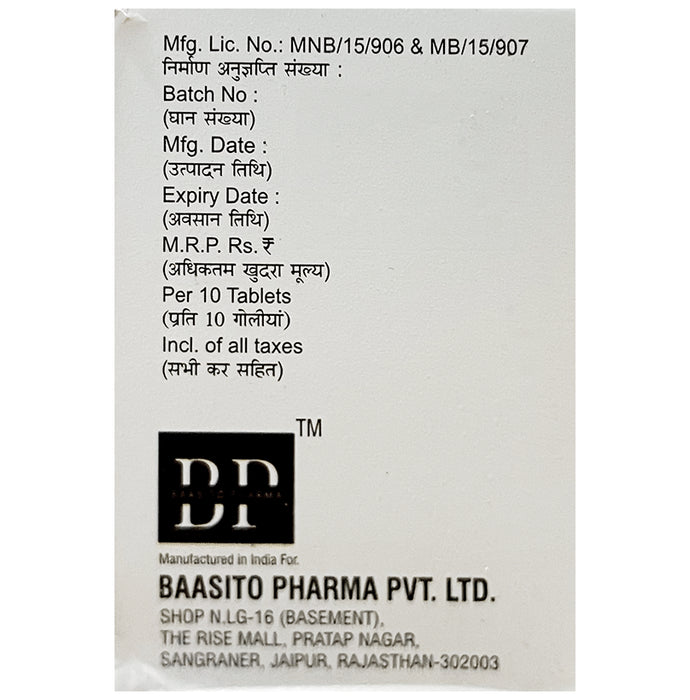 Mfg. Lic. No.: MNB/15/906 & MB/15/907
निर्माण अनुज्ञप्ति संख्या :
Batch No :
(घान संख्या)
Mfg. Date :
(उत्पादन तिथि)
Expiry Date :
(अवसान तिथि)
M.R.P. Rs. ₹
(अधिकतम खुदरा मूल्य)
Per 10 Tablets
(प्रति 10 गोलीयां)
Incl. of all taxes
(सभी कर सहित)
TM
BP
BAASITO PHARMA
Manufactured in India For.
BAASITO PHARMA PVT. LTD.
SHOP N.LG-16 (BASEMENT),
THE RISE MALL, PRATAP NAGAR,
SANGRANER, JAIPUR, RAJASTHAN-302003